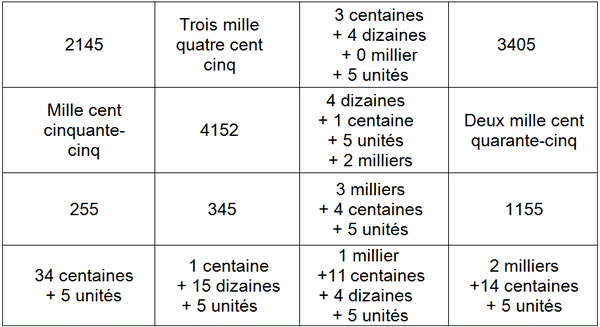 2145
Trois mille
quatre cent
cinq
3 centaines
+ 4 dizaines
+ 0 millier
+ 5 unités
3405
Mille cent
cinquante-
cinq
4152
4 dizaines
+ 1 centaine
+ 5 unités
+ 2 milliers
Deux mille cent
quarante-cinq
255
345
3 milliers
+ 4 centaines
+ 5 unités
1155
34 centaines
+ 5 unités
1 centaine
+ 15 dizaines
+ 5 unités
1 millier
+11 centaines
+ 4 dizaines
+ 5 unités
2 milliers
+14 centaines
+ 5 unités